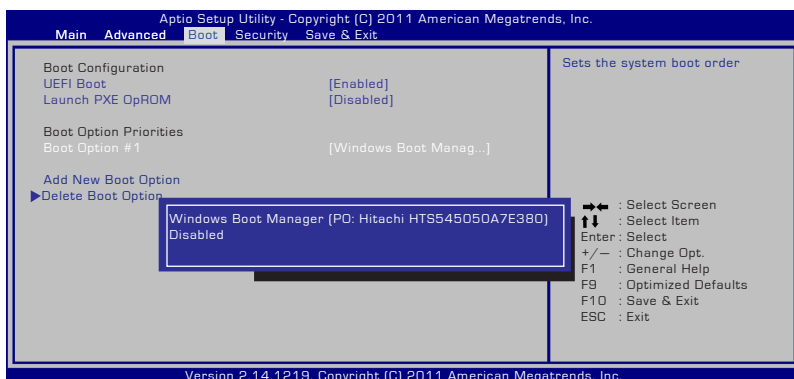 Aptio Setup Utility - Copyright (C) 2011 American Megatrends, Inc.
Main Advanced Boot Security Save & Exit
Boot Configuration
UEFI Boot [Enabled]
Launch PXE OpROM [Disabled]
Boot Option Priorities
Boot Option #1 [Windows Boot Manag...]
Add New Boot Option
Delete Boot Option
Windows Boot Manager (P0: Hitachi HTS545050A7E380)
Disabled
Sets the system boot order
→← : Select Screen
↑↓ : Select Item
Enter : Select
+/— : Change Opt.
F1 : General Help
F9 : Optimized Defaults
F10 : Save & Exit
ESC : Exit
Version 2.14.1219. Copyright (C) 2011 American Megatrends, Inc.